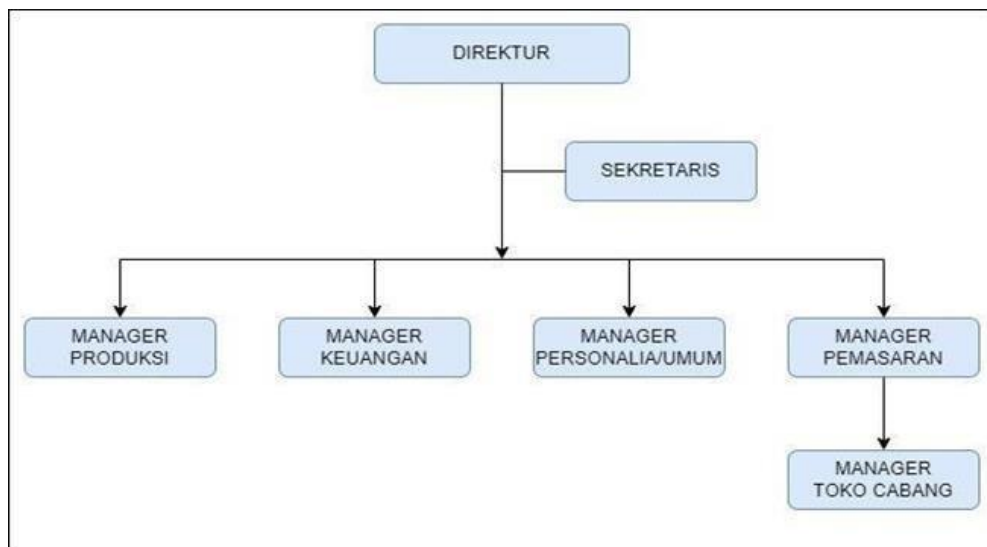 DIREKTUR
SEKRETARIS
MANAGER
PRODUKSI
MANAGER
KEUANGAN
MANAGER
PERSONALIA/UMUM
MANAGER
PEMASARAN
MANAGER
TOKO CABANG